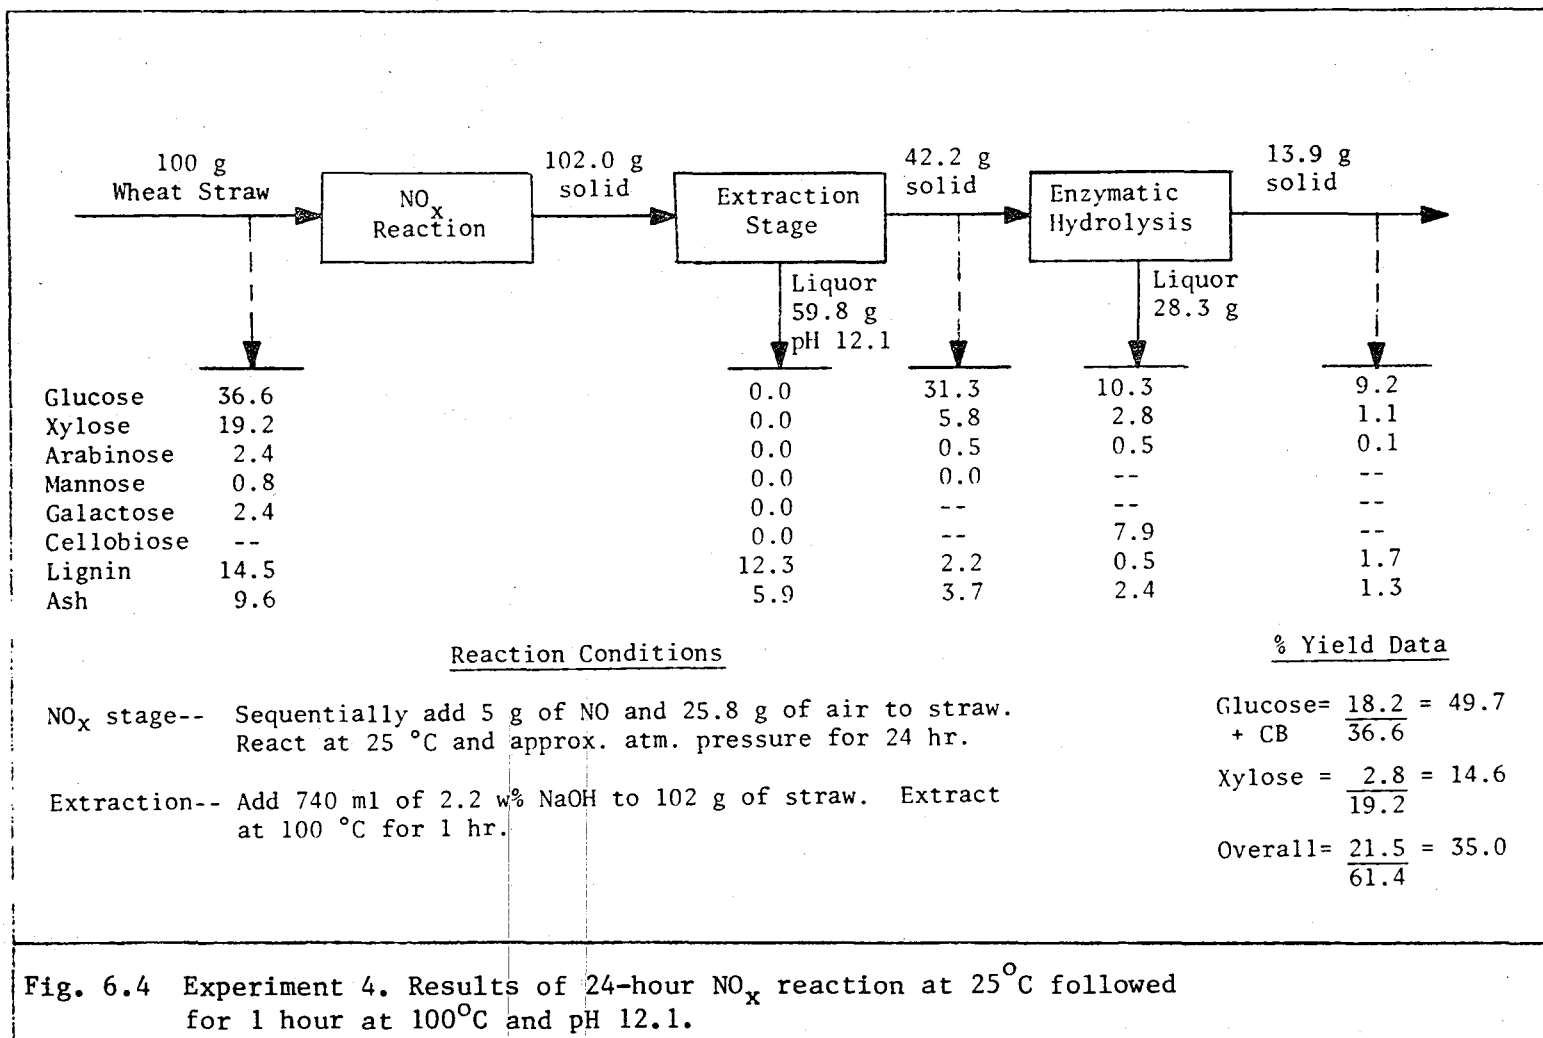 100 g
Wheat Straw
NOx
Reaction
102.0 g
solid
Extraction
Stage
42.2 g
solid
Enzymatic
Hydrolysis
13.9 g
solid
Liquor
59.8 g
pH 12.1
Liquor
28.3 g
Glucose 36.6 0.0 31.3 10.3 9.2
Xylose 19.2 0.0 5.8 2.8 1.1
Arabinose 2.4 0.0 0.5 0.5 0.1
Mannose 0.8 0.0 0.0 -- --
Galactose 2.4 0.0 -- -- --
Cellobiose -- 0.0 -- 7.9 --
Lignin 14.5 12.3 2.2 0.5 1.7
Ash 9.6 5.9 3.7 2.4 1.3
Reaction Conditions
NOx stage-- Sequentially add 5 g of NO and 25.8 g of air to straw.
React at 25 °C and approx. atm. pressure for 24 hr.
Extraction-- Add 740 ml of 2.2 w% NaOH to 102 g of straw. Extract
at 100 °C for 1 hr.
% Yield Data
Glucose= 18.2 = 49.7
+ CB 36.6
Xylose = 2.8 = 14.6
19.2
Overall= 21.5 = 35.0
61.4
Fig. 6.4 Experiment 4. Results of 24-hour NOx reaction at 25°C followed
for 1 hour at 100°C and pH 12.1.